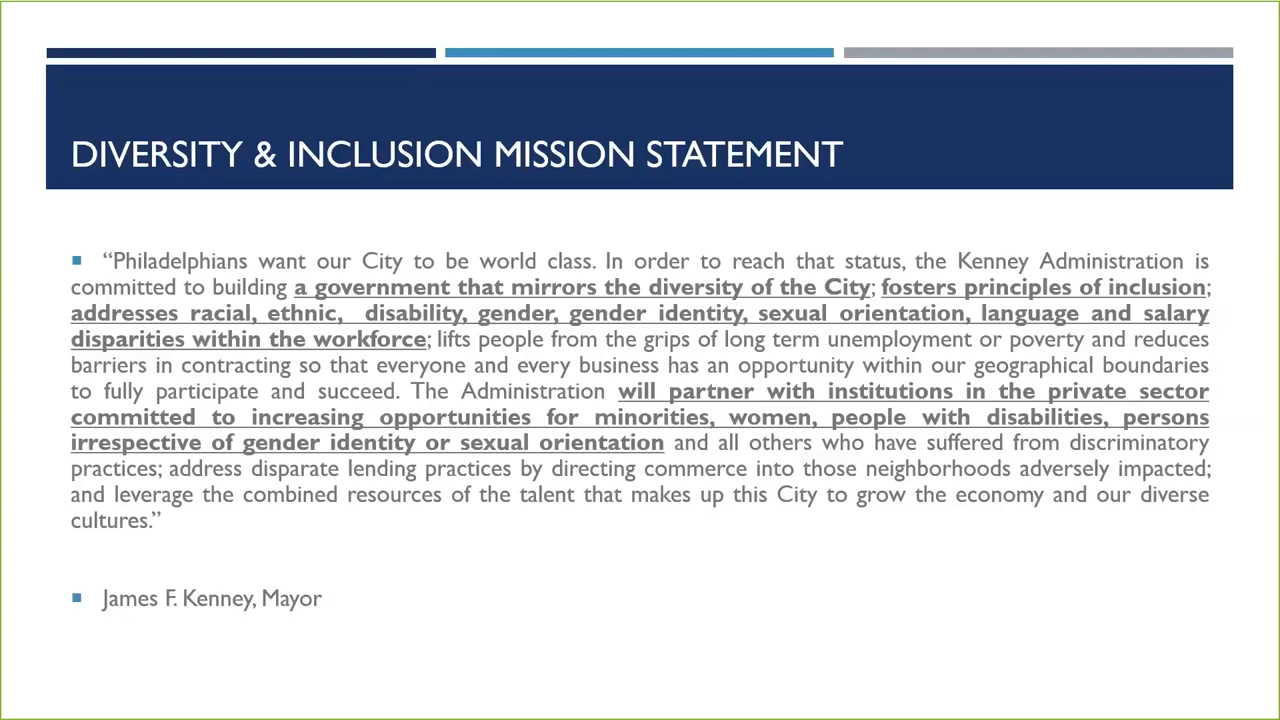 DIVERSITY & INCLUSION MISSION STATEMENT
“Philadelphians want our City to be world class. In order to reach that status, the Kenney Administration is
committed to building a government that mirrors the diversity of the City; fosters principles of inclusion;
addresses racial, ethnic, disability, gender, gender identity, sexual orientation, language and salary
disparities within the workforce; lifts people from the grips of long term unemployment or poverty and reduces
barriers in contracting so that everyone and every business has an opportunity within our geographical boundaries
to fully participate and succeed. The Administration will partner with institutions in the private sector
committed to increasing opportunities for minorities, women, people with disabilities, persons
irrespective of gender identity or sexual orientation and all others who have suffered from discriminatory
practices; address disparate lending practices by directing commerce into those neighborhoods adversely impacted;
and leverage the combined resources of the talent that makes up this City to grow the economy and our diverse
cultures.”
James F. Kenney, Mayor